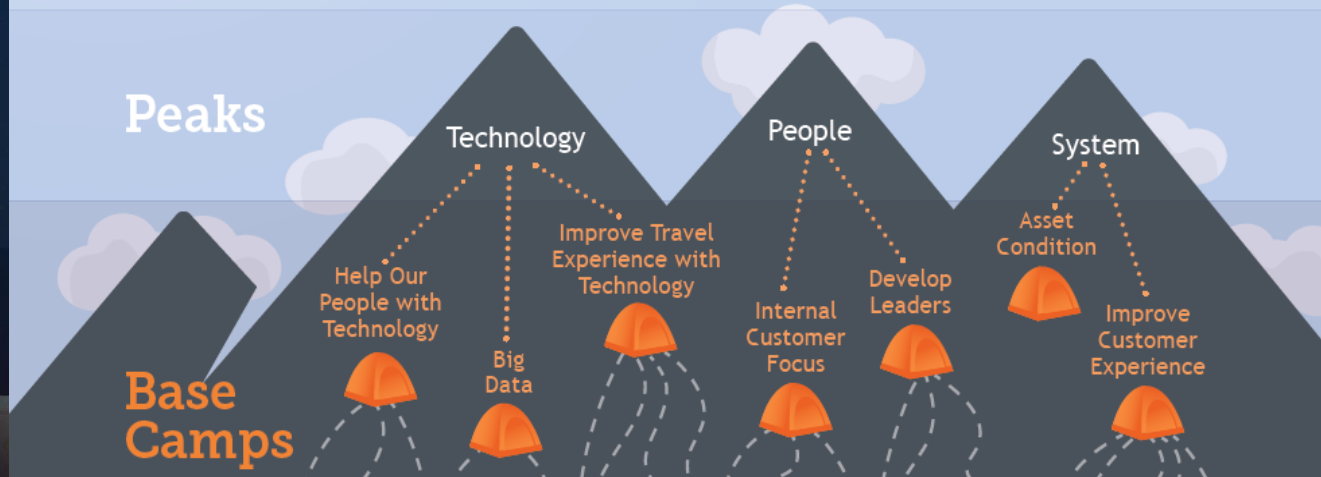 Peaks
Technology
People
System
Help Our
People with
Technology
Big
Data
Improve Travel
Experience with
Technology
Internal
Customer
Focus
Develop
Leaders
Asset
Condition
Improve
Customer
Experience
Base
Camps